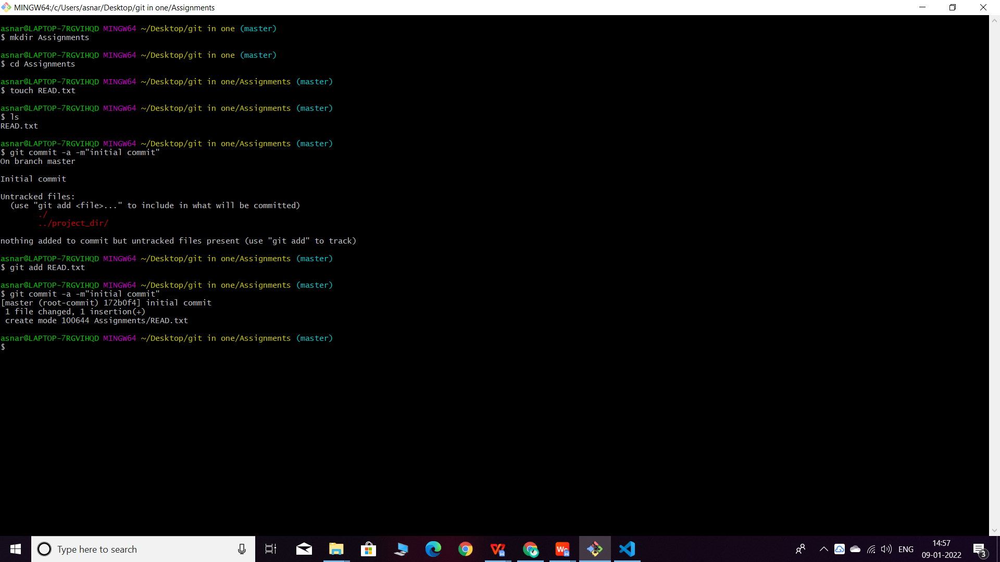 MINGW64:/c/Users/asnar/Desktop/git in one/Assignments
asnar@LAPTOP-7RGVIHQD MINGW64 ~/Desktop/git in one (master)
$ mkdir Assignments
asnar@LAPTOP-7RGVIHQD MINGW64 ~/Desktop/git in one (master)
$ cd Assignments
asnar@LAPTOP-7RGVIHQD MINGW64 ~/Desktop/git in one/Assignments (master)
$ touch READ.txt
asnar@LAPTOP-7RGVIHQD MINGW64 ~/Desktop/git in one/Assignments (master)
$ ls
READ.txt
asnar@LAPTOP-7RGVIHQD MINGW64 ~/Desktop/git in one/Assignments (master)
$ git commit -a -m"initial commit"
On branch master
Initial commit
Untracked files:
  (use "git add <file>..." to include in what will be committed)
        ./
        ../project_dir/
nothing added to commit but untracked files present (use "git add" to track)
asnar@LAPTOP-7RGVIHQD MINGW64 ~/Desktop/git in one/Assignments (master)
$ git add READ.txt
asnar@LAPTOP-7RGVIHQD MINGW64 ~/Desktop/git in one/Assignments (master)
$ git commit -a -m"initial commit"
[master (root-commit) 172b0f4] initial commit
 1 file changed, 1 insertion(+)
 create mode 100644 Assignments/READ.txt
asnar@LAPTOP-7RGVIHQD MINGW64 ~/Desktop/git in one/Assignments (master)
$
Type here to search
W
W
We
ENG
14:57
09-01-2022
3